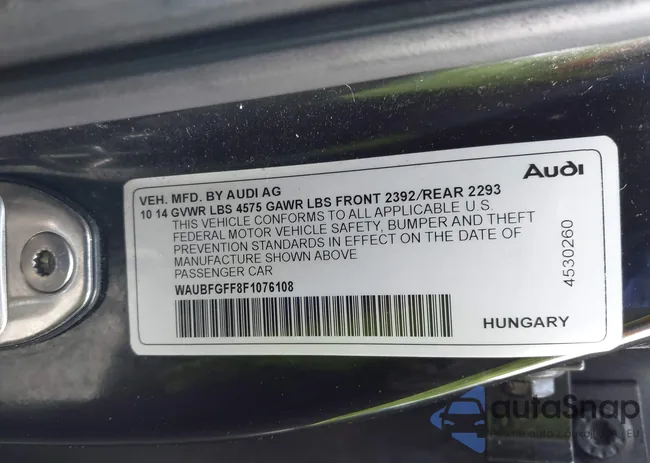 Audi
VEH. MFD. BY AUDI AG
10 14 GVWR LBS 4575 GAWR LBS FRONT 2392/REAR 2293
THIS VEHICLE CONFORMS TO ALL APPLICABLE U.S.
FEDERAL MOTOR VEHICLE SAFETY, BUMPER AND THEFT
PREVENTION STANDARDS IN EFFECT ON THE DATE OF
MANUFACTURE SHOWN ABOVE
PASSENGER CAR
WAUBFGFF8F1076108
4530260
HUNGARY
autoSnap